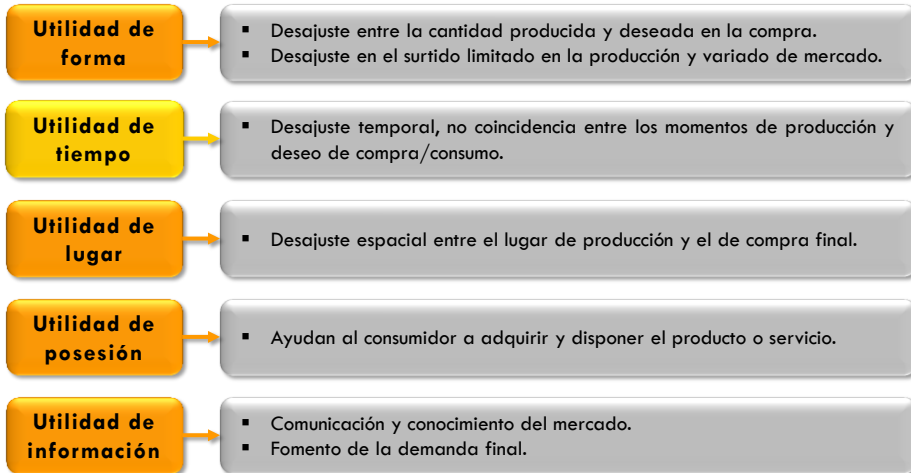 Utilidad de
forma
▪ Desajuste entre la cantidad producida y deseada en la compra.
▪ Desajuste en el surtido limitado en la producción y variado de mercado.
Utilidad de
tiempo
▪ Desajuste temporal, no coincidencia entre los momentos de producción y
deseo de compra/consumo.
Utilidad de
lugar
▪ Desajuste espacial entre el lugar de producción y el de compra final.
Utilidad de
posesión
▪ Ayudan al consumidor a adquirir y disponer el producto o servicio.
Utilidad de
información
▪ Comunicación y conocimiento del mercado.
▪ Fomento de la demanda final.